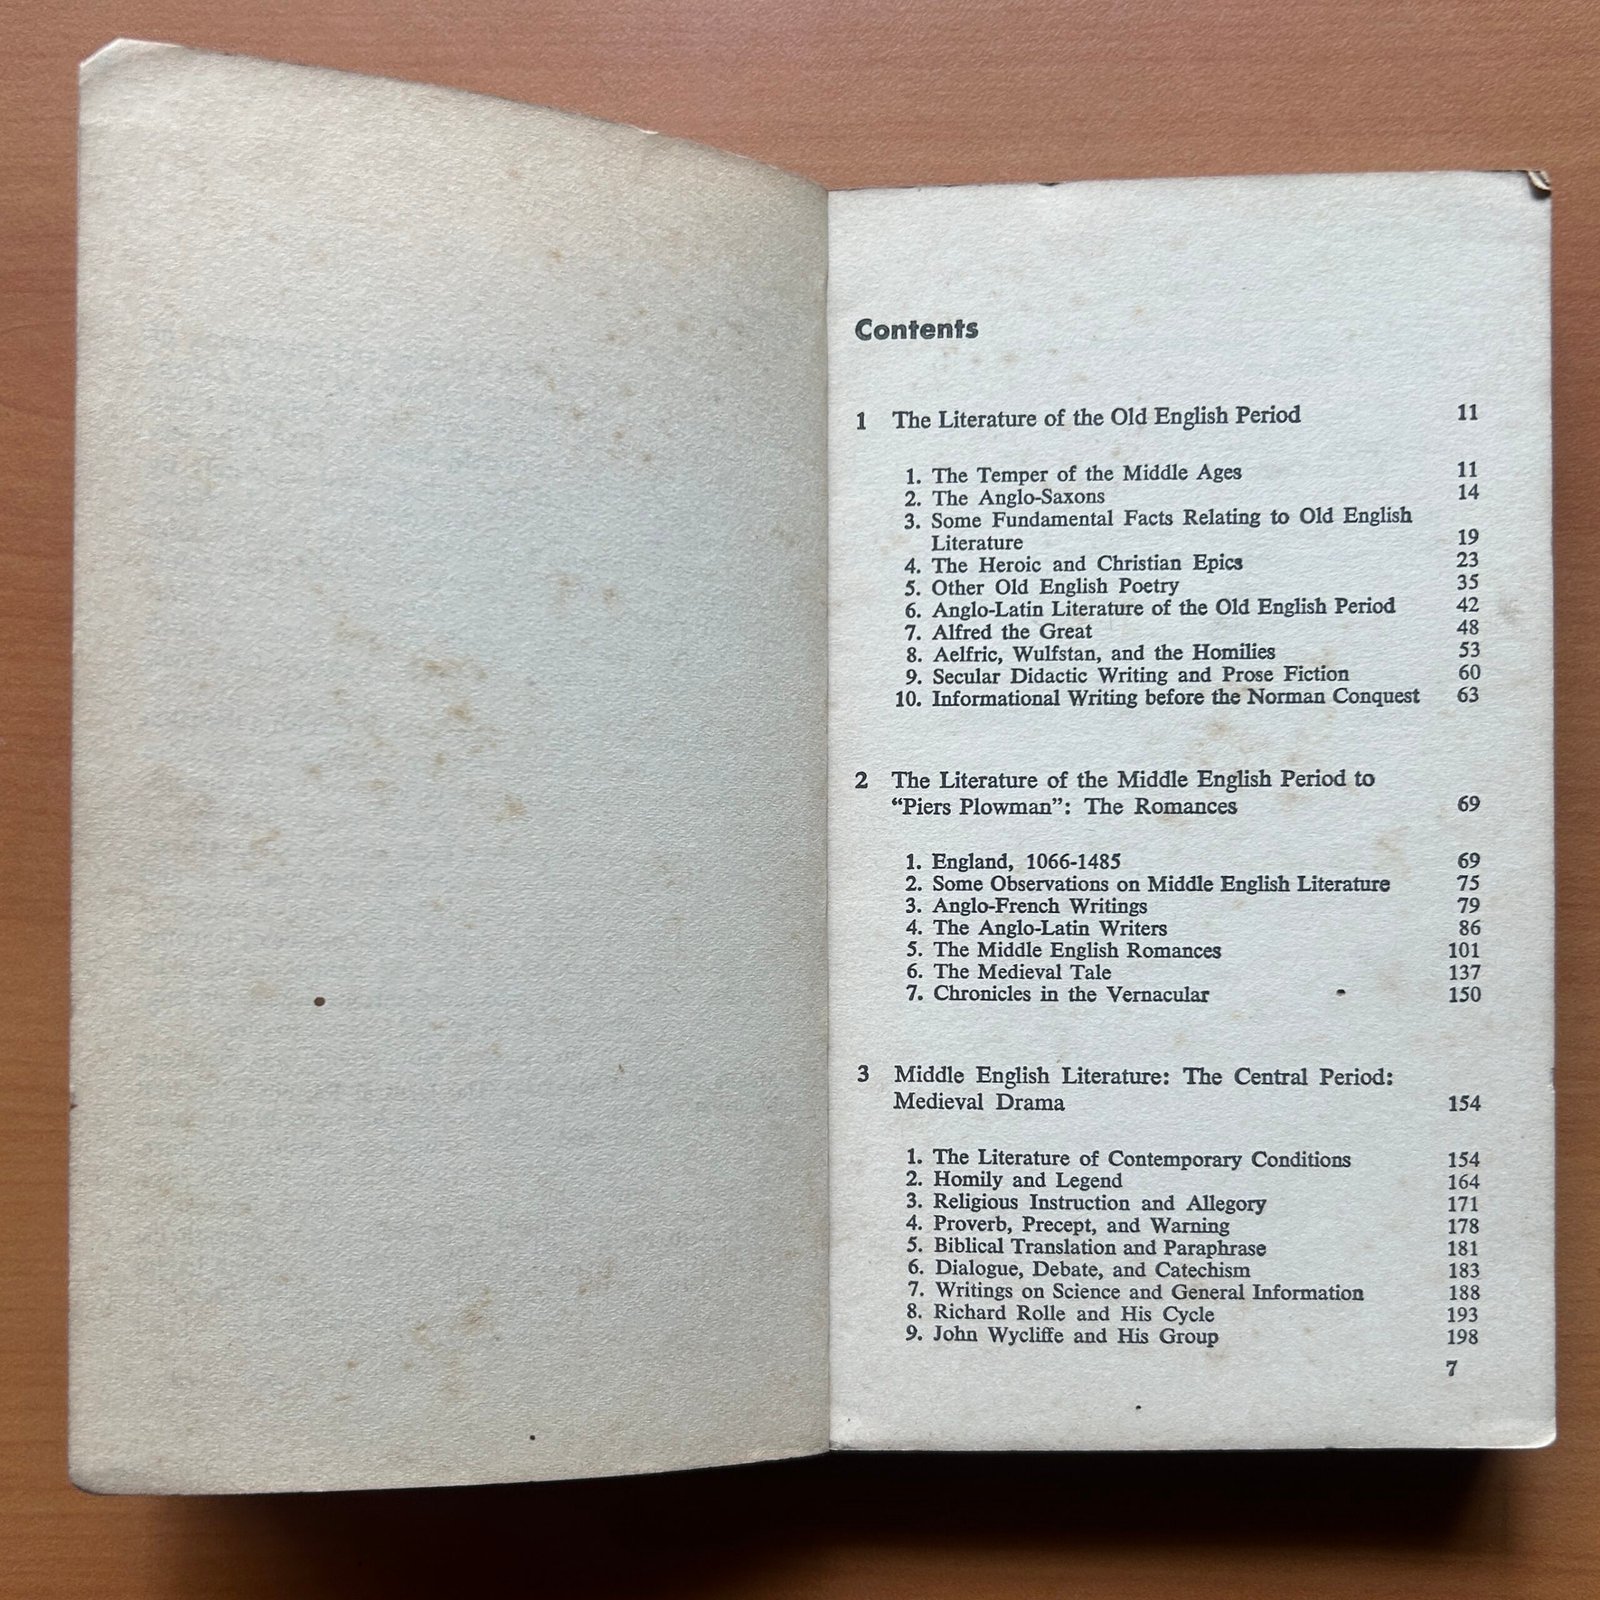 Contents
1 The Literature of the Old English Period 11
1. The Temper of the Middle Ages 11
2. The Anglo-Saxons 14
3. Some Fundamental Facts Relating to Old English
Literature 19
4. The Heroic and Christian Epics 23
5. Other Old English Poetry 35
6. Anglo-Latin Literature of the Old English Period 42
7. Alfred the Great 48
8. Aelfric, Wulfstan, and the Homilies 53
9. Secular Didactic Writing and Prose Fiction 60
10. Informational Writing before the Norman Conquest 63
2 The Literature of the Middle English Period to
“Piers Plowman”: The Romances 69
1. England, 1066-1485 69
2. Some Observations on Middle English Literature 75
3. Anglo-French Writings 79
4. The Anglo-Latin Writers 86
5. The Middle English Romances 101
6. The Medieval Tale 137
7. Chronicles in the Vernacular 150
3 Middle English Literature: The Central Period:
Medieval Drama 154
1. The Literature of Contemporary Conditions 154
2. Homily and Legend 164
3. Religious Instruction and Allegory 171
4. Proverb, Precept, and Warning 178
5. Biblical Translation and Paraphrase 181
6. Dialogue, Debate, and Catechism 183
7. Writings on Science and General Information 188
8. Richard Rolle and His Cycle 193
9. John Wycliffe and His Group 198
7